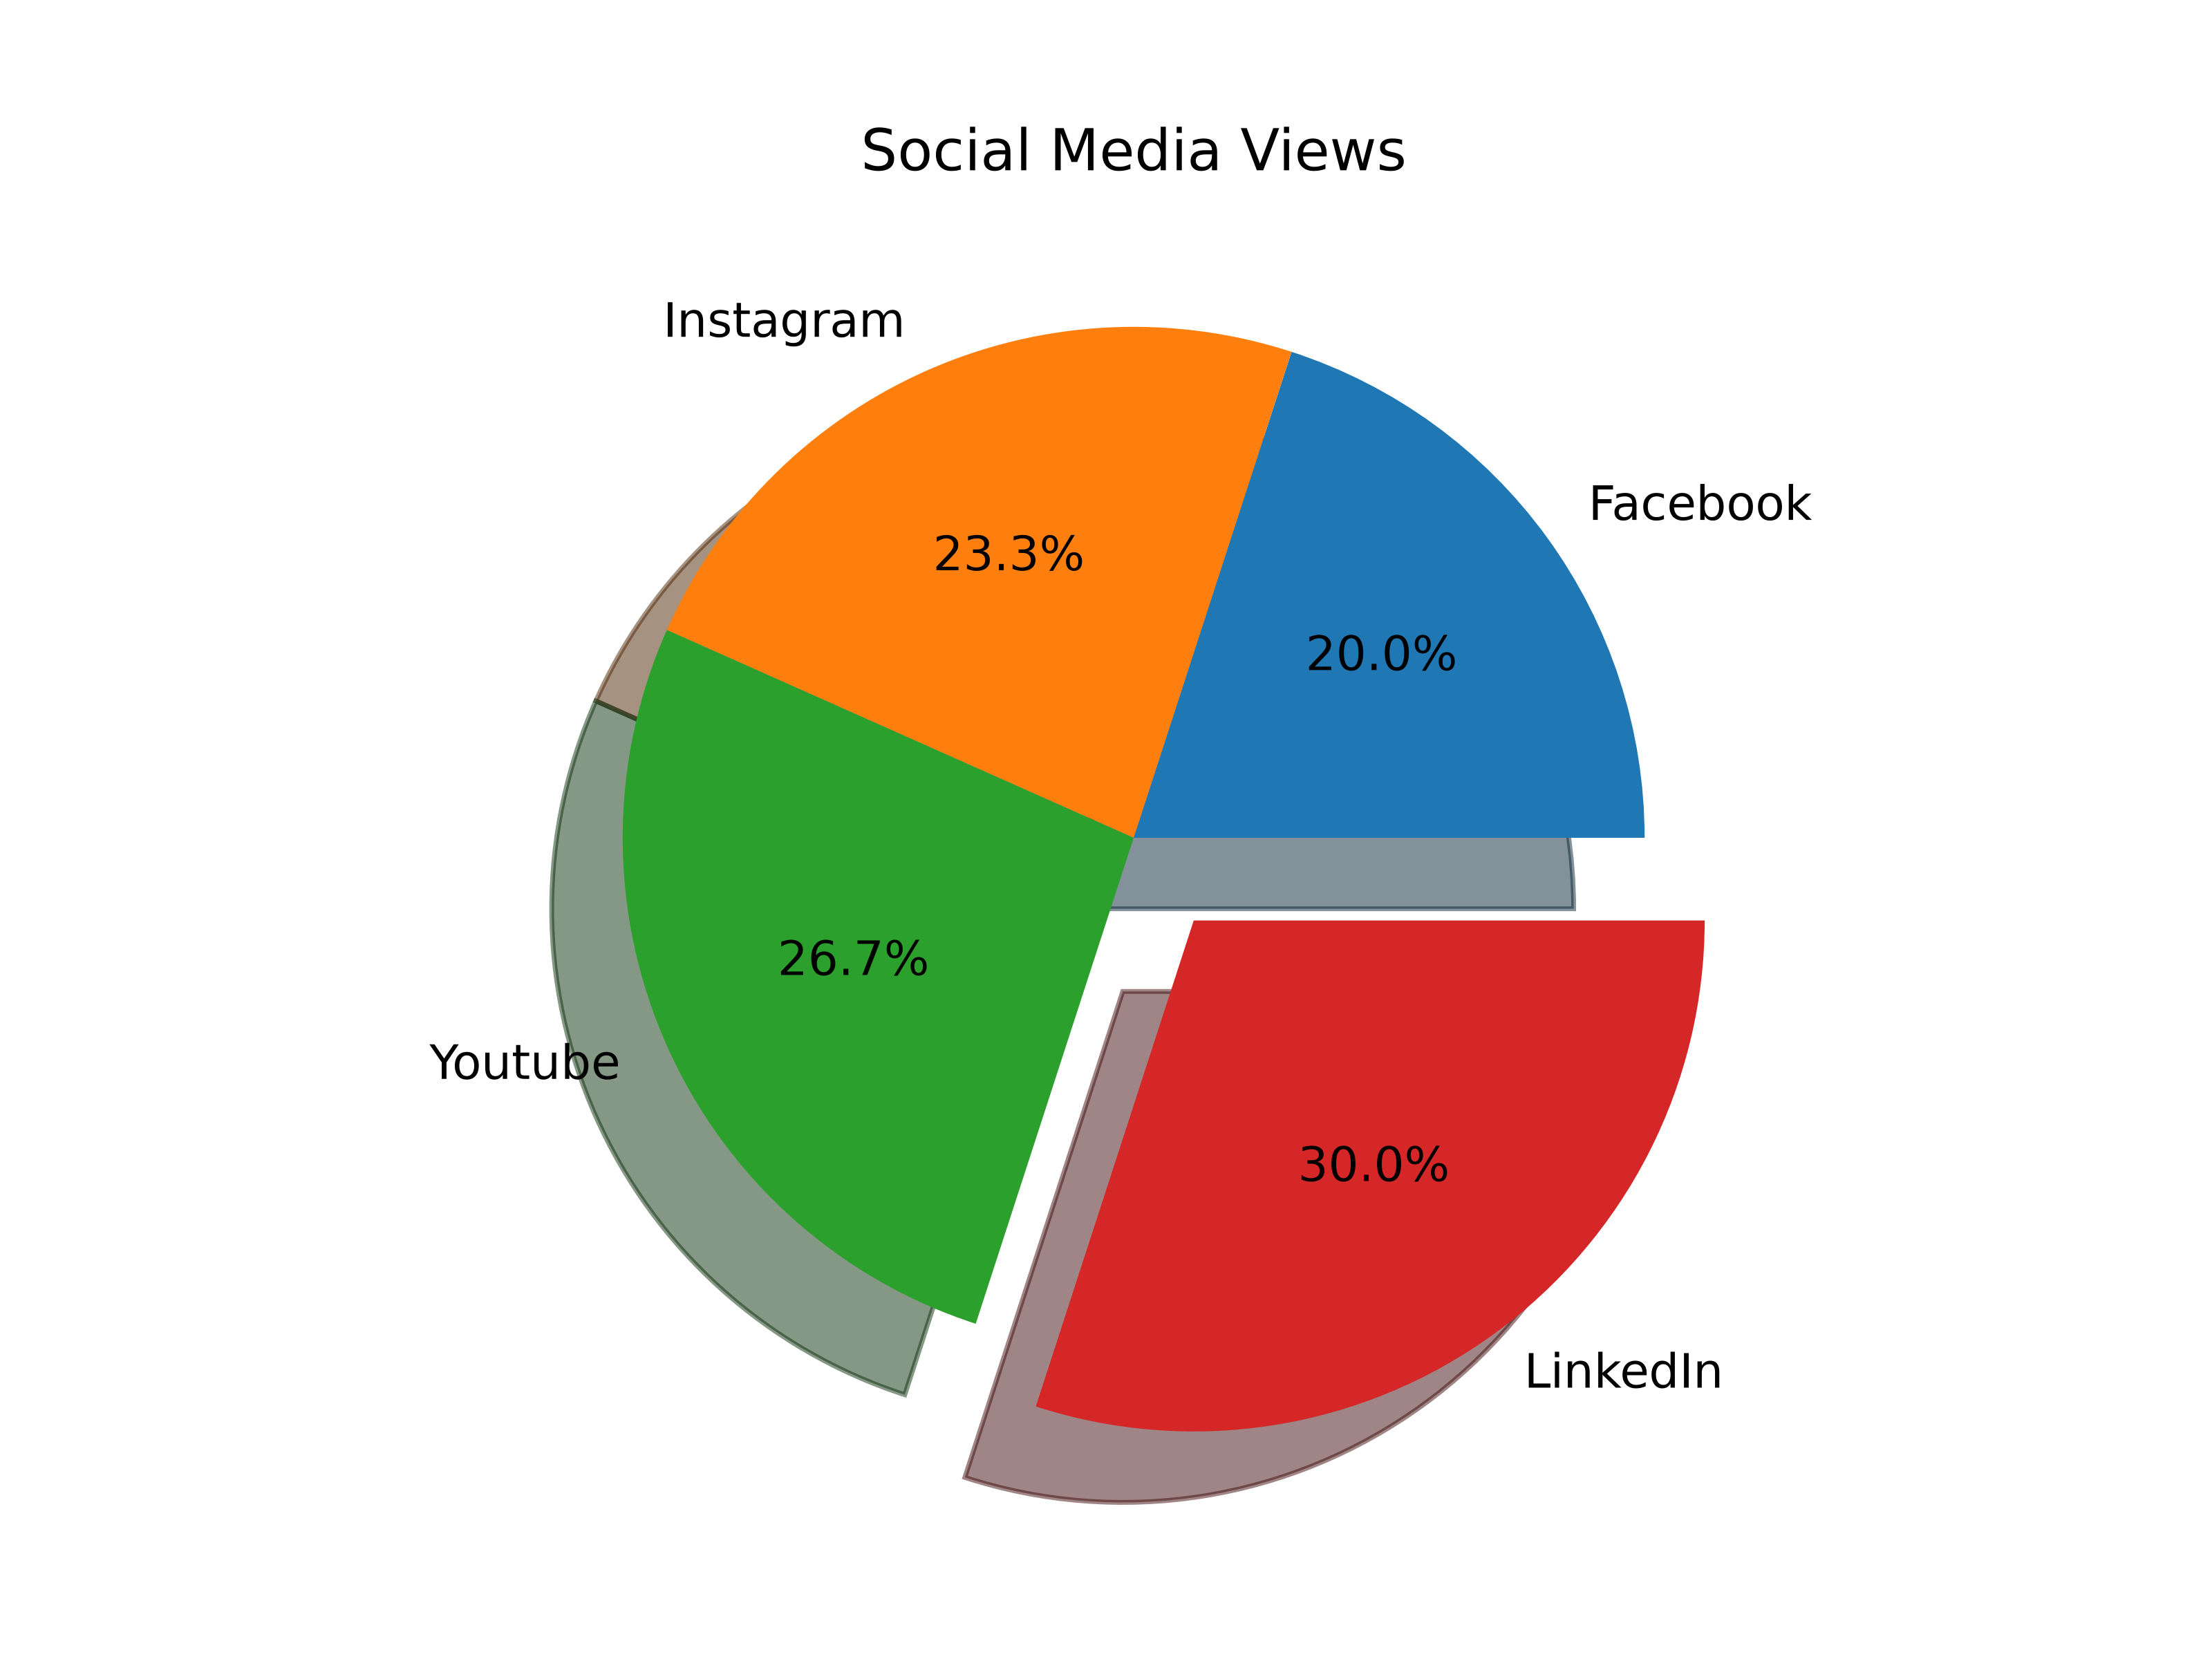 Social Media Views
Instagram
Facebook
23.3%
20.0%
26.7%
Youtube
30.0%
LinkedIn